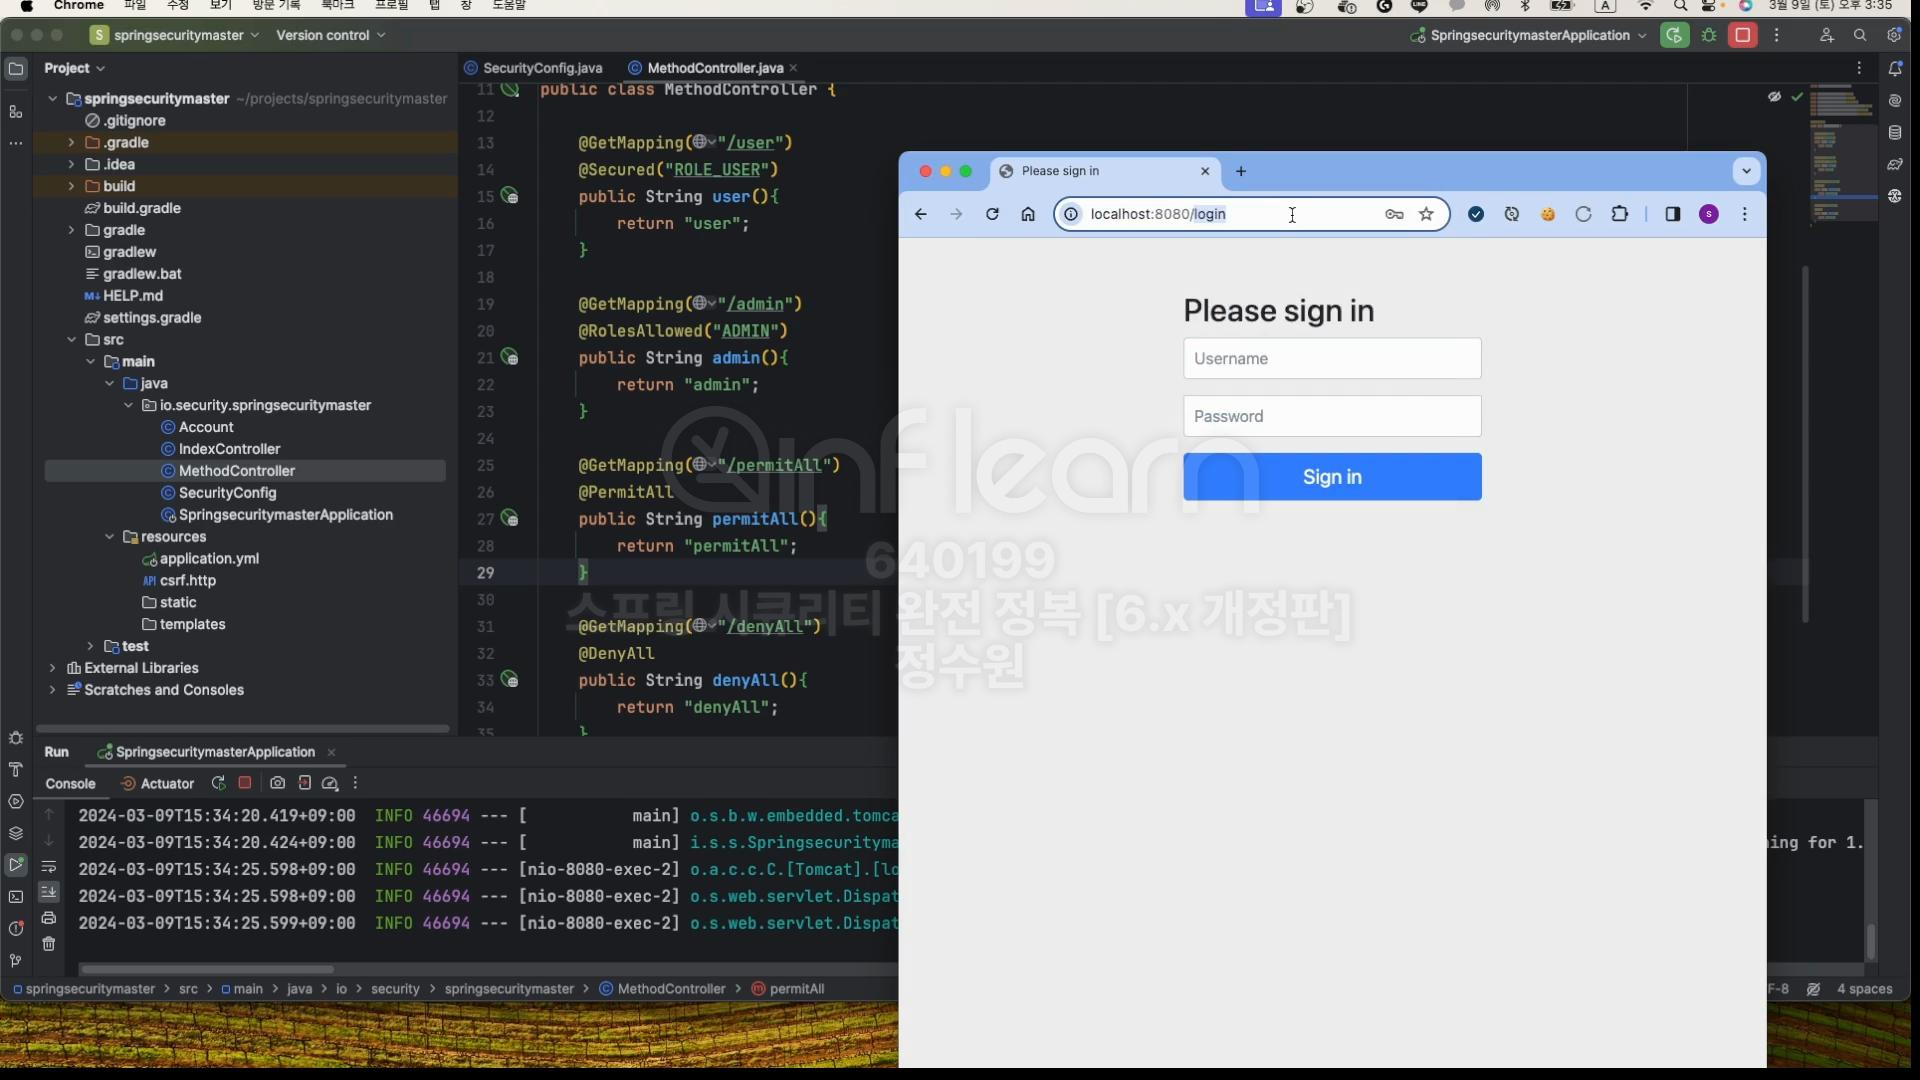 Chrome 파일 수정 보기 방문 기록 북마크 프로필 탭 창 도움말 3월 9일 (토) 오후 3:35
S springsecuritymaster Version control SpringsecuritymasterApplication
Project
SecurityConfig.java MethodController.java
springsecuritymaster ~/projects/springsecuritymaster
.gitignore
.gradle
.idea
build
build.gradle
gradle
gradlew
gradlew.bat
HELP.md
settings.gradle
src
main
java
io.security.springsecuritymaster
Account
IndexController
MethodController
SecurityConfig
SpringsecuritymasterApplication
resources
application.yml
csrf.http
static
templates
test
External Libraries
Scratches and Consoles
11 public class MethodController {
12
13 @GetMapping("/user")
14 @Secured("ROLE_USER")
15 public String user(){
16 return "user";
17 }
18
19 @GetMapping("/admin")
20 @RolesAllowed("ADMIN")
21 public String admin(){
22 return "admin";
23 }
24
25 @GetMapping("/permitAll")
26 @PermitAll
27 public String permitAll(){
28 return "permitAll";
29 }
30
31 @GetMapping("/denyAll")
32 @DenyAll
33 public String denyAll(){
34 return "denyAll";
35 }
Please sign in
localhost:8080/login
Please sign in
Username
Password
Sign in
inflearn
640199
스프링 시큐리티 완전 정복 [6.x 개정판]
정수원
Run SpringsecuritymasterApplication
Console Actuator
2024-03-09T15:34:20.419+09:00 INFO 46694 --- [ main] o.s.b.w.embedded.tomca
2024-03-09T15:34:20.424+09:00 INFO 46694 --- [ main] i.s.s.Springsecurityma ning for 1.
2024-03-09T15:34:25.598+09:00 INFO 46694 --- [nio-8080-exec-2] o.a.c.c.C.[Tomcat].[lo
2024-03-09T15:34:25.598+09:00 INFO 46694 --- [nio-8080-exec-2] o.s.web.servlet.Dispat
2024-03-09T15:34:25.599+09:00 INFO 46694 --- [nio-8080-exec-2] o.s.web.servlet.Dispat
springsecuritymaster > src > main > java > io > security > springsecuritymaster > MethodController > permitAll F-8 4 spaces